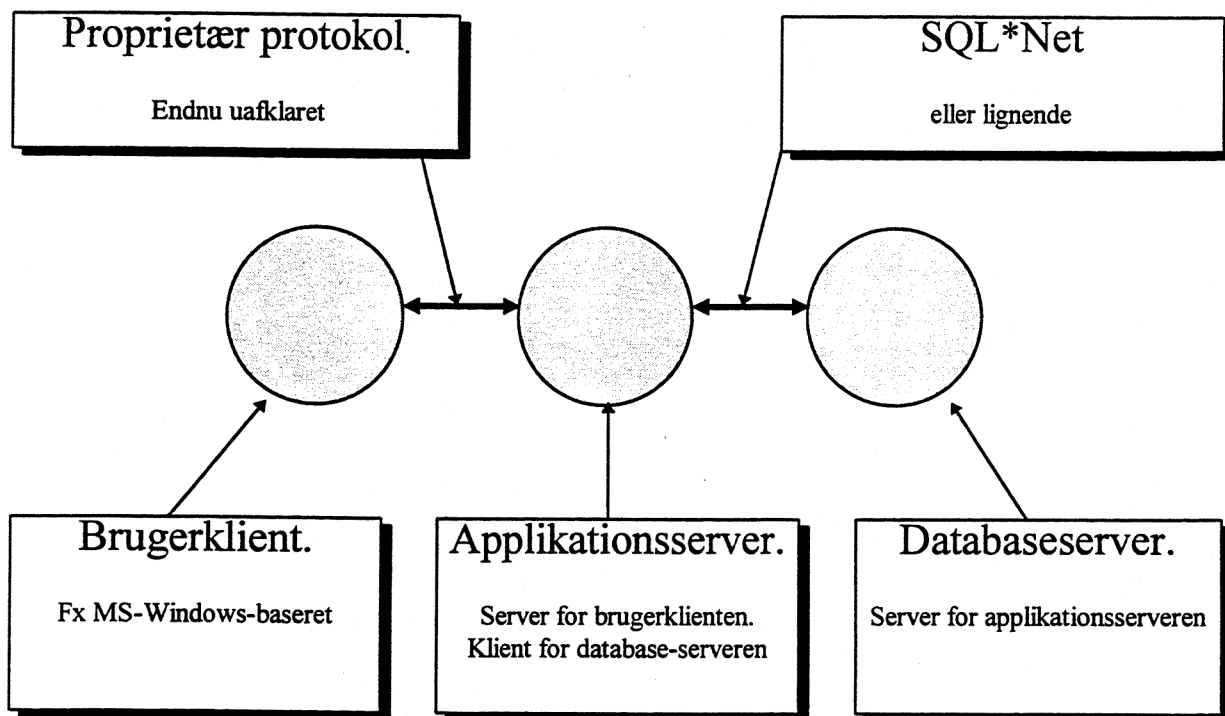 Proprietær protokol.
Endnu uafklaret
SQL*Net
eller lignende
Brugerklient.
Fx MS-Windows-baseret
Applikationsserver.
Server for brugerklienten.
Klient for database-serveren
Databaseserver.
Server for applikationsserveren